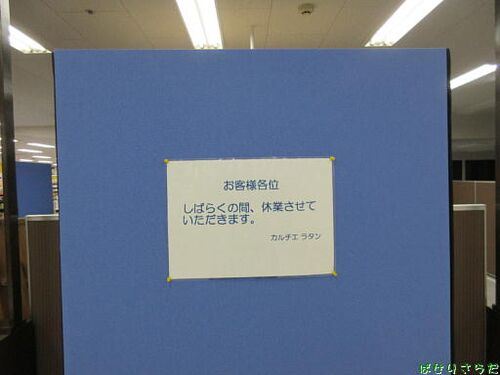 お客様各位
しばらくの間、休業させて
いただきます。
カルチエ ラタン
ばなりさらだ